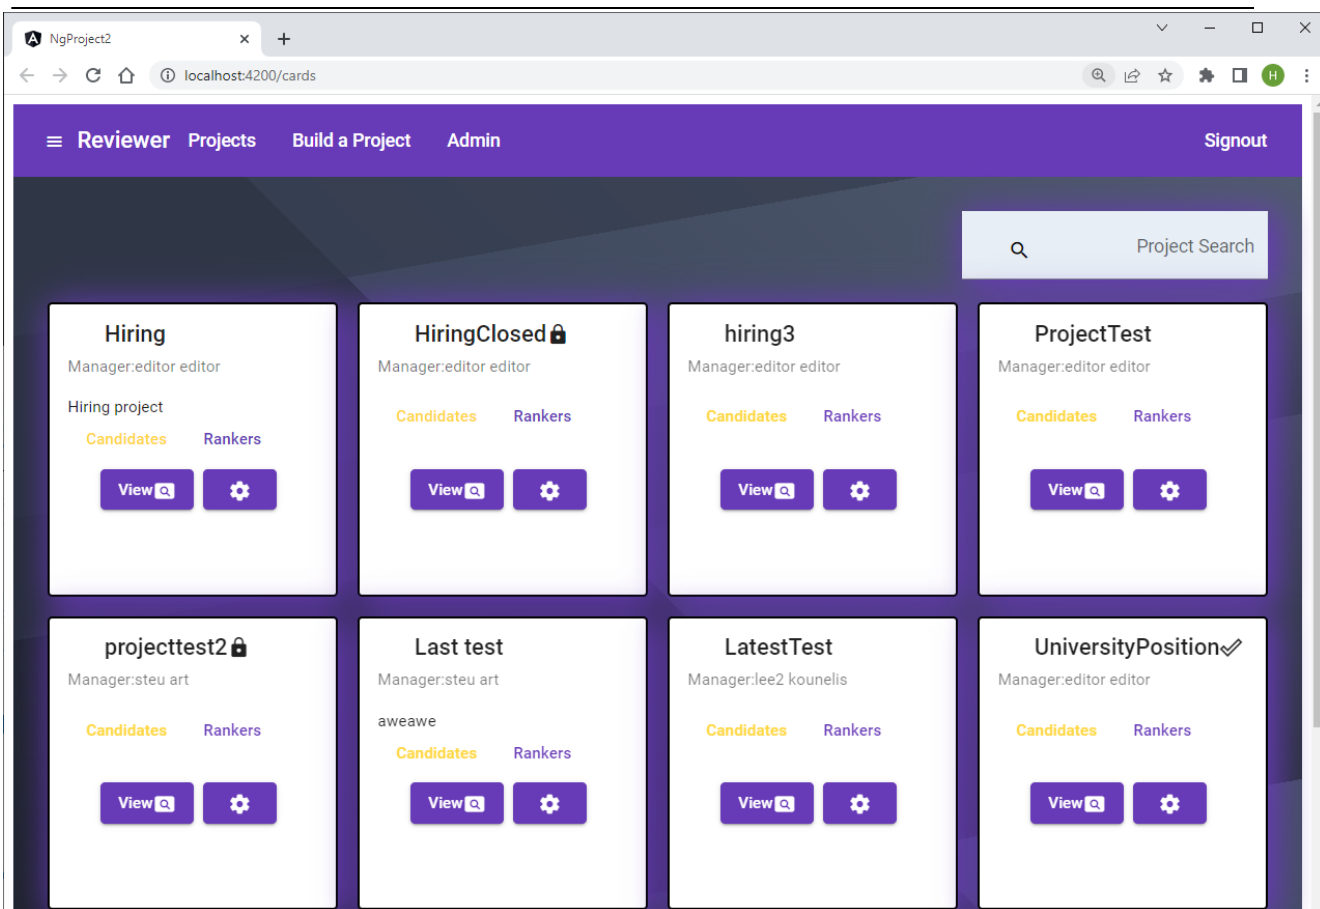 NgProject2
localhost:4200/cards
H
Reviewer Projects Build a Project Admin Signout
Project Search
Hiring
Manager:editor editor
Hiring project
Candidates Rankers
View
HiringClosed
Manager:editor editor
Candidates Rankers
View
hiring3
Manager:editor editor
Candidates Rankers
View
ProjectTest
Manager:editor editor
Candidates Rankers
View
projecttest2
Manager:steu art
Candidates Rankers
View
Last test
Manager:steu art
aweawe
Candidates Rankers
View
LatestTest
Manager:lee2 kounelis
Candidates Rankers
View
UniversityPosition
Manager:editor editor
Candidates Rankers
View